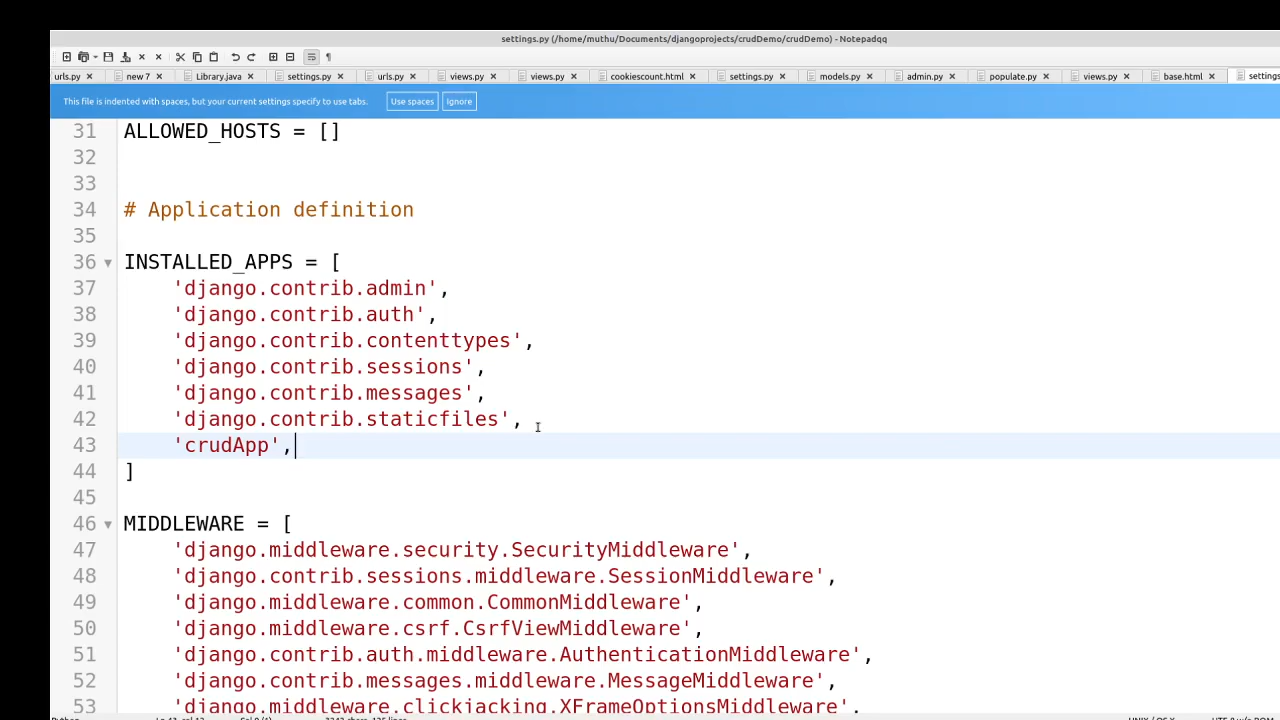 settings.py (/home/muthu/Documents/djangoprojects/crudDemo/crudDemo) - Notepadqq
urls.py new 7 Library.java settings.py urls.py views.py views.py cookiescount.html settings.py models.py admin.py populate.py views.py base.html settings
This file is indented with spaces, but your current settings specify to use tabs. Use spaces Ignore
31 ALLOWED_HOSTS = []
32
33
34 # Application definition
35
36 INSTALLED_APPS = [
37 'django.contrib.admin',
38 'django.contrib.auth',
39 'django.contrib.contenttypes',
40 'django.contrib.sessions',
41 'django.contrib.messages',
42 'django.contrib.staticfiles',
43 'crudApp',
44 ]
45
46 MIDDLEWARE = [
47 'django.middleware.security.SecurityMiddleware',
48 'django.contrib.sessions.middleware.SessionMiddleware',
49 'django.middleware.common.CommonMiddleware',
50 'django.middleware.csrf.CsrfViewMiddleware',
51 'django.contrib.auth.middleware.AuthenticationMiddleware',
52 'django.contrib.messages.middleware.MessageMiddleware',
53 'django.middleware.clickjacking.XFrameOptionsMiddleware',